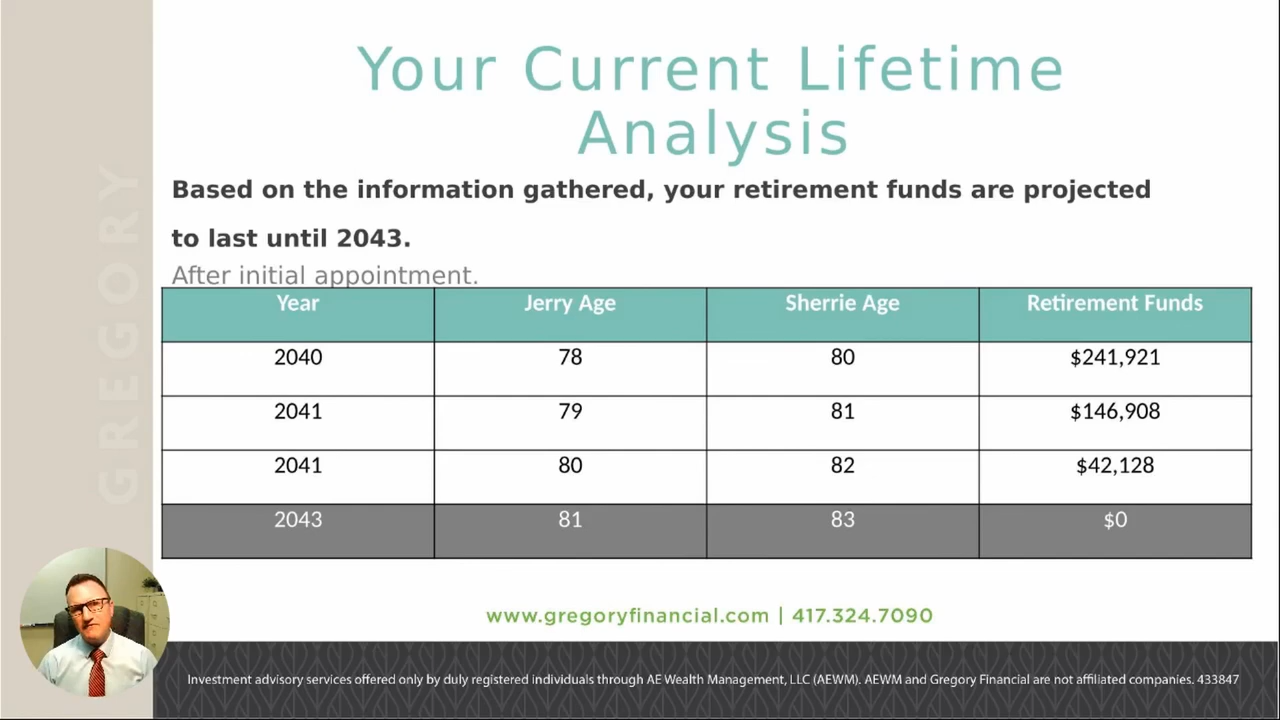 Your Current Lifetime
Analysis
Based on the information gathered, your retirement funds are projected
to last until 2043.
After initial appointment.
Year Jerry Age Sherrie Age Retirement Funds
2040 78 80 $241,921
2041 79 81 $146,908
2041 80 82 $42,128
2043 81 83 $0
GREGORY
www.gregoryfinancial.com | 417.324.7090
Investment advisory services offered only by duly registered individuals through AE Wealth Management, LLC (AEWM). AEWM and Gregory Financial are not affiliated companies. 433847